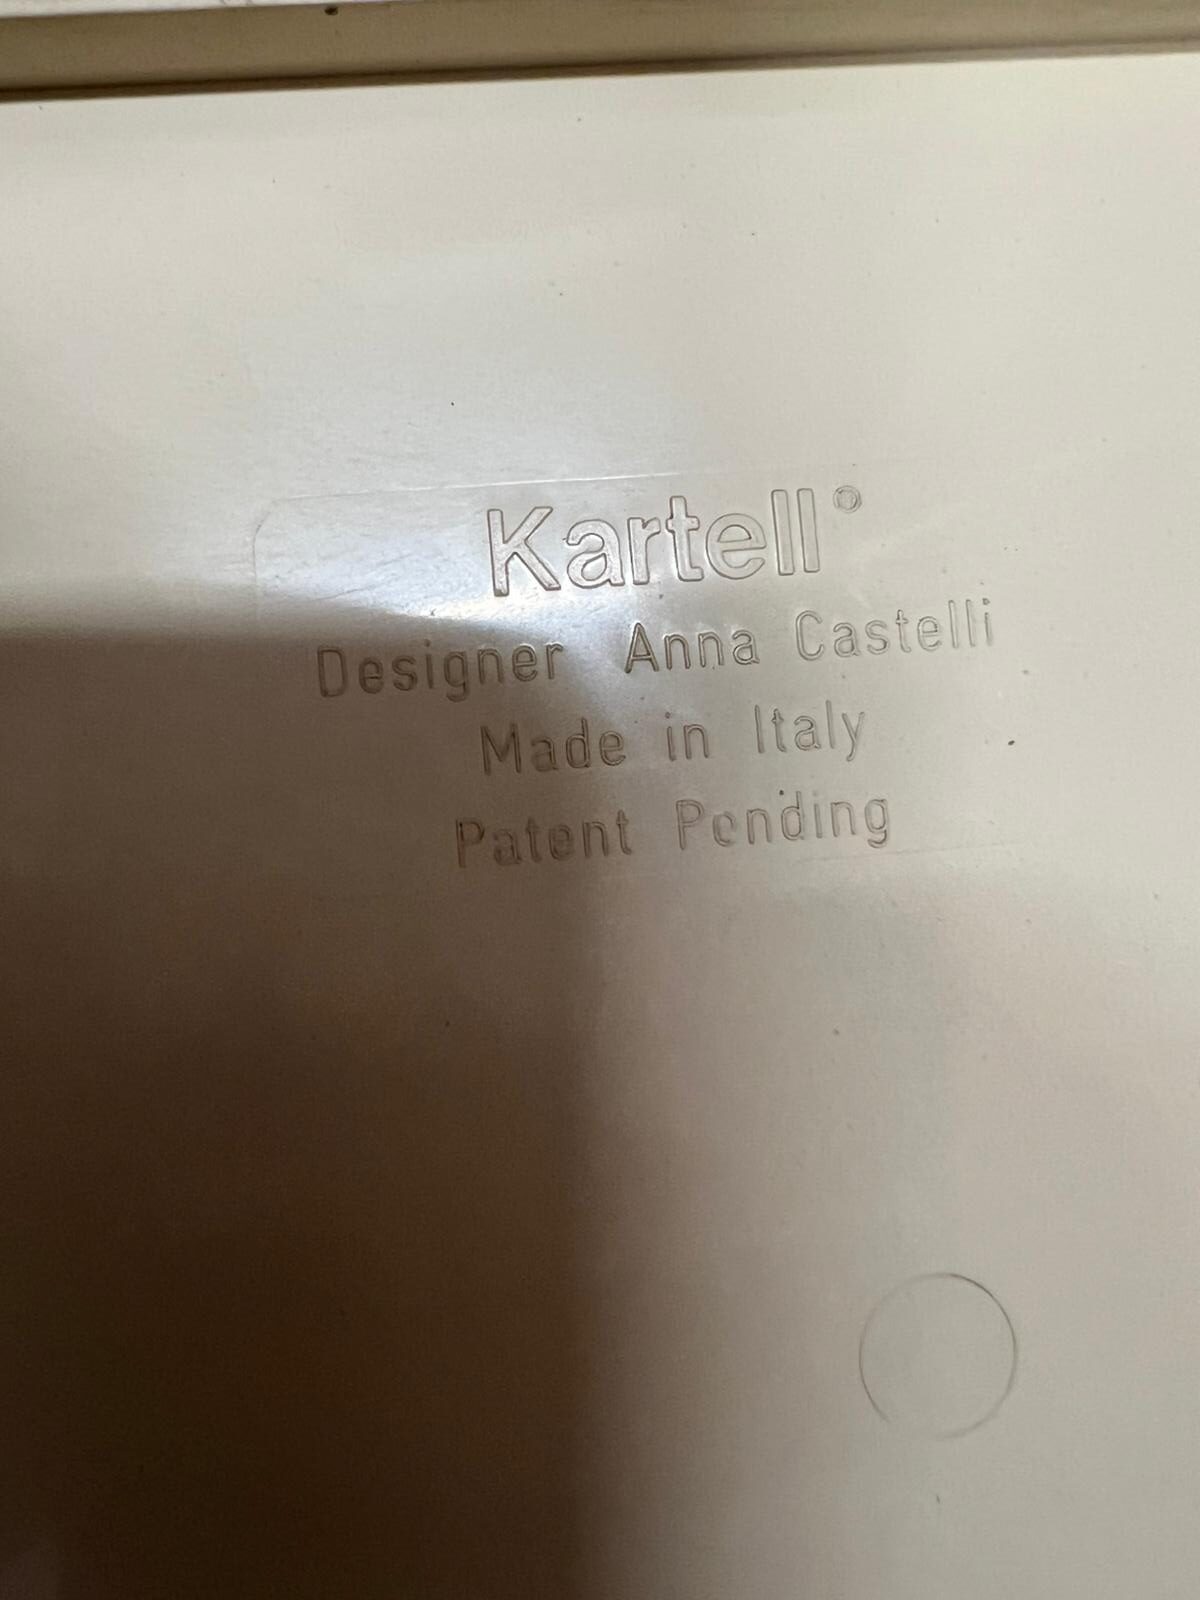 Kartell®
Designer Anna Castelli
Made in Italy
Patent Pending